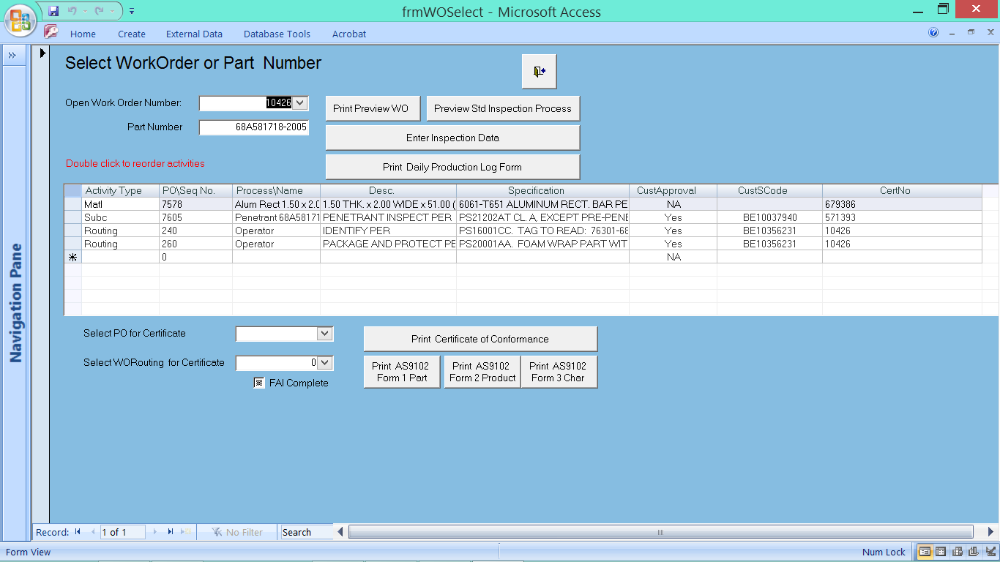 frmWOSelect - Microsoft Access
Home Create External Data Database Tools Acrobat
Select WorkOrder or Part Number
Open Work Order Number: 10426
Print Preview WO Preview Std Inspection Process
Part Number 68A581718-2005
Enter Inspection Data
Double click to reorder activities
Print Daily Production Log Form
Activity Type PO\Seq No. Process\Name Desc. Specification CustApproval CustSCode CertNo
Matl 7578 Alum Rect 1.50 x 2.0 1.50 THK. x 2.00 WIDE x 51.00 ( 6061-T651 ALUMINUM RECT. BAR PE NA 679386
Subc 7605 Penetrant 68A58171 PENETRANT INSPECT PER PS21202AT CL. A, EXCEPT PRE-PENE Yes BE10037940 571393
Routing 240 Operator IDENTIFY PER PS16001CC. TAG TO READ: 76301-68 Yes BE10356231 10426
Routing 260 Operator PACKAGE AND PROTECT PE PS20001AA. FOAM WRAP PART WIT Yes BE10356231 10426
0 NA
Navigation Pane
Select PO for Certificate
Print Certificate of Conformance
Select WORouting for Certificate 0
Print AS9102 Form 1 Part
Print AS9102 Form 2 Product
Print AS9102 Form 3 Char
FAI Complete
Record: 1 of 1 No Filter Search
Form View Num Lock